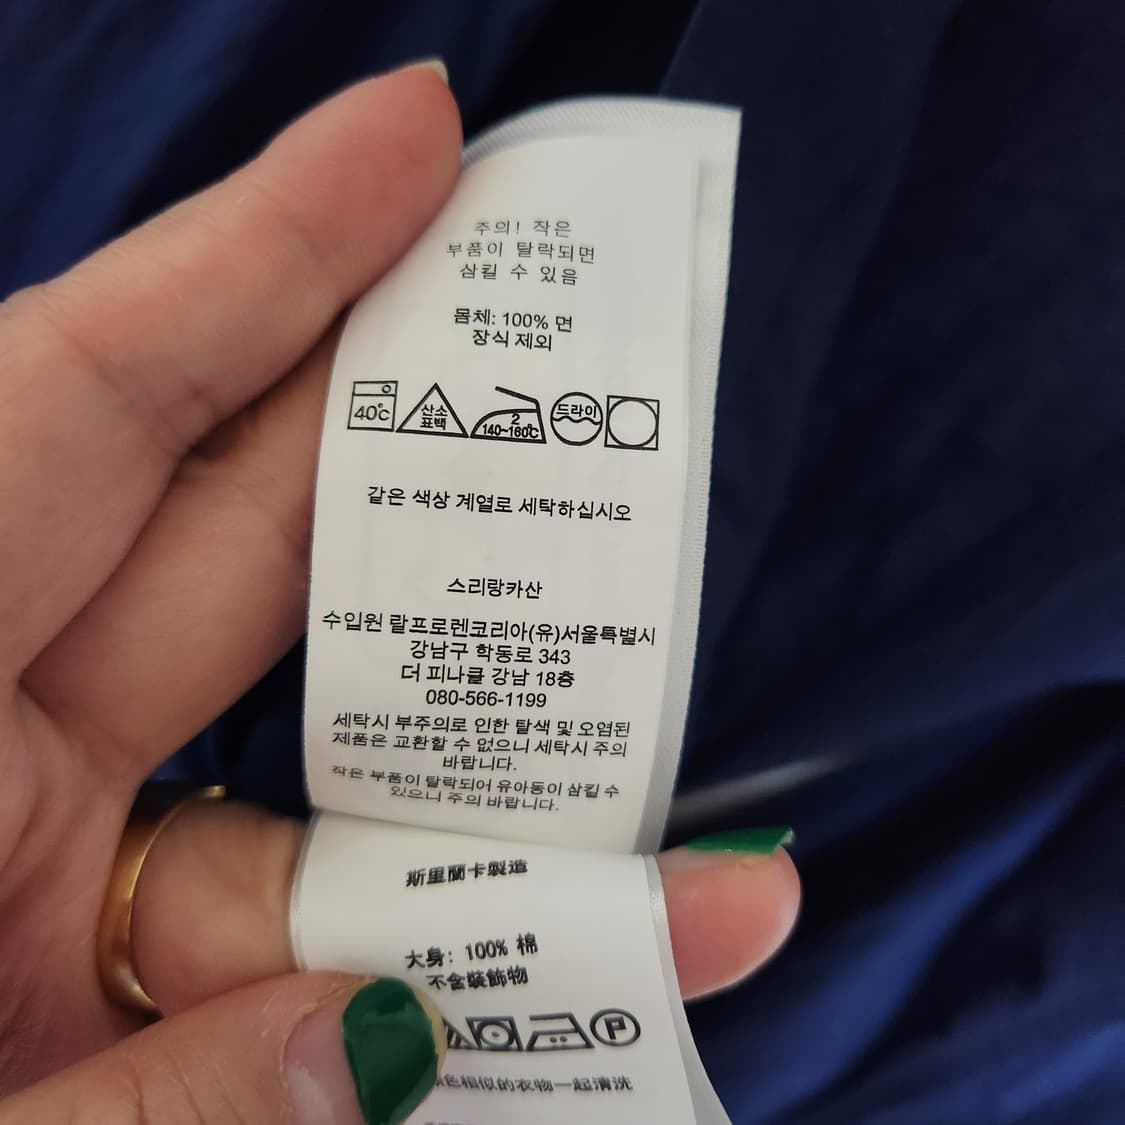 주의! 작은
부품이 탈락되면
삼킬 수 있음
몸체: 100% 면
장식 제외
40℃ 산소 표백 2 140~160℃ 드라이
같은 색상 계열로 세탁하십시오
스리랑카산
수입원 랄프로렌코리아(유)서울특별시
강남구 학동로 343
더 피나클 강남 18층
080-566-1199
세탁시 부주의로 인한 탈색 및 오염된
제품은 교환할 수 없으니 세탁시 주의
바랍니다.
작은 부품이 탈락되어 유아동이 삼킬 수
있으니 주의 바랍니다.
斯里蘭卡製造
大身: 100% 棉
不含裝飾物
P
色相似的衣物一起清洗